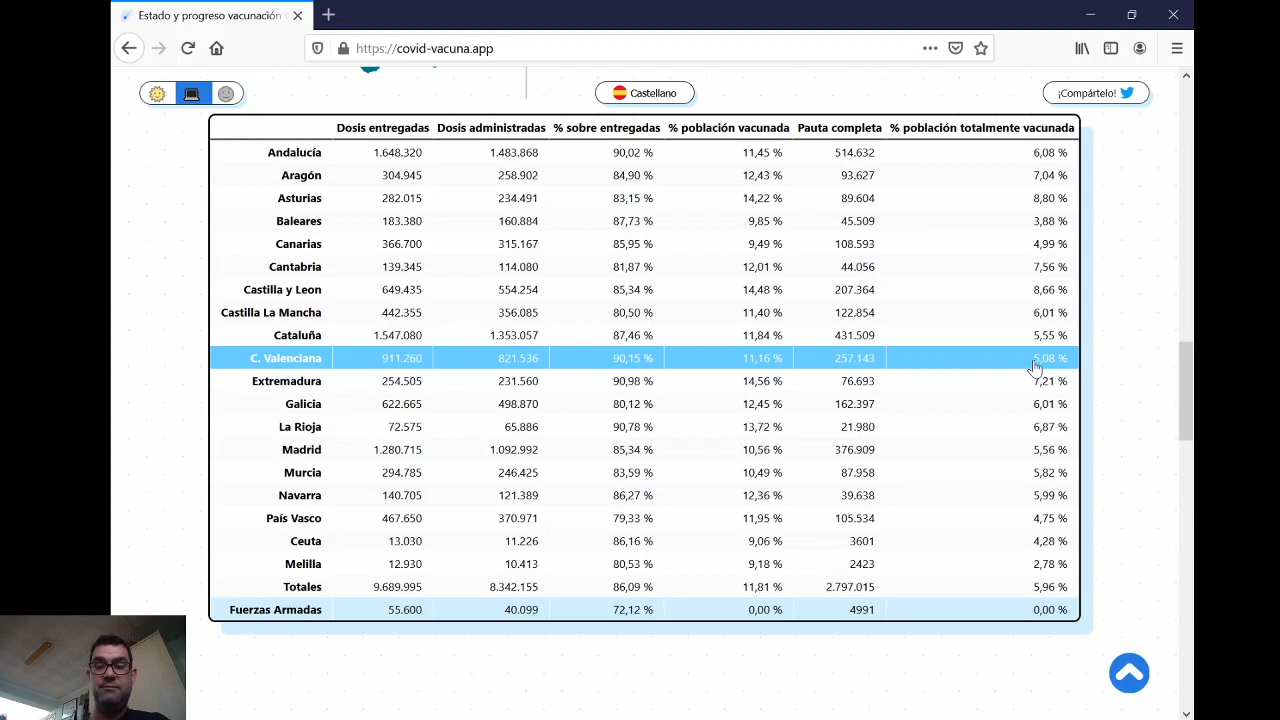 Estado y progreso vacunación
https://covid-vacuna.app
Castellano
¡Compártelo!
Dosis entregadas Dosis administradas % sobre entregadas % población vacunada Pauta completa % población totalmente vacunada
Andalucía 1.648.320 1.483.868 90,02 % 11,45 % 514.632 6,08 %
Aragón 304.945 258.902 84,90 % 12,43 % 93.627 7,04 %
Asturias 282.015 234.491 83,15 % 14,22 % 89.604 8,80 %
Baleares 183.380 160.884 87,73 % 9,85 % 45.509 3,88 %
Canarias 366.700 315.167 85,95 % 9,49 % 108.593 4,99 %
Cantabria 139.345 114.080 81,87 % 12,01 % 44.056 7,56 %
Castilla y Leon 649.435 554.254 85,34 % 14,48 % 207.364 8,66 %
Castilla La Mancha 442.355 356.085 80,50 % 11,40 % 122.854 6,01 %
Cataluña 1.547.080 1.353.057 87,46 % 11,84 % 431.509 5,55 %
C. Valenciana 911.260 821.536 90,15 % 11,16 % 257.143 5,08 %
Extremadura 254.505 231.560 90,98 % 14,56 % 76.693 7,21 %
Galicia 622.665 498.870 80,12 % 12,45 % 162.397 6,01 %
La Rioja 72.575 65.886 90,78 % 13,72 % 21.980 6,87 %
Madrid 1.280.715 1.092.992 85,34 % 10,56 % 376.909 5,56 %
Murcia 294.785 246.425 83,59 % 10,49 % 87.958 5,82 %
Navarra 140.705 121.389 86,27 % 12,36 % 39.638 5,99 %
País Vasco 467.650 370.971 79,33 % 11,95 % 105.534 4,75 %
Ceuta 13.030 11.226 86,16 % 9,06 % 3601 4,28 %
Melilla 12.930 10.413 80,53 % 9,18 % 2423 2,78 %
Totales 9.689.995 8.342.155 86,09 % 11,81 % 2.797.015 5,96 %
Fuerzas Armadas 55.600 40.099 72,12 % 0,00 % 4991 0,00 %